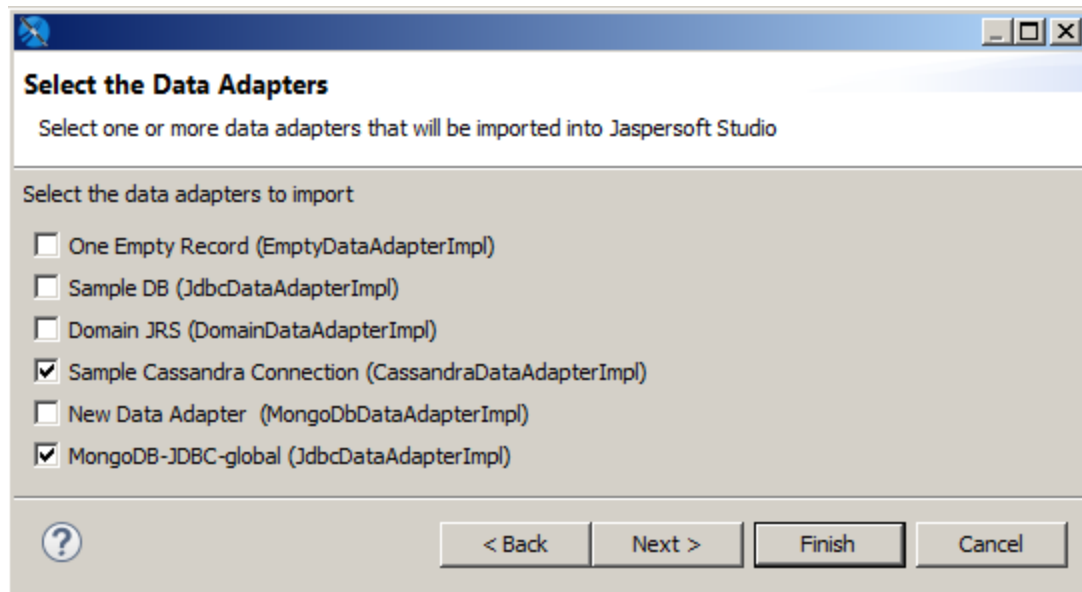 Select the Data Adapters
Select one or more data adapters that will be imported into Jaspersoft Studio
Select the data adapters to import
One Empty Record (EmptyDataAdapterImpl)
Sample DB (JdbcDataAdapterImpl)
Domain JRS (DomainDataAdapterImpl)
Sample Cassandra Connection (CassandraDataAdapterImpl)
New Data Adapter  (MongoDbDataAdapterImpl)
MongoDB-JDBC-global (JdbcDataAdapterImpl)
? < Back Next > Finish Cancel